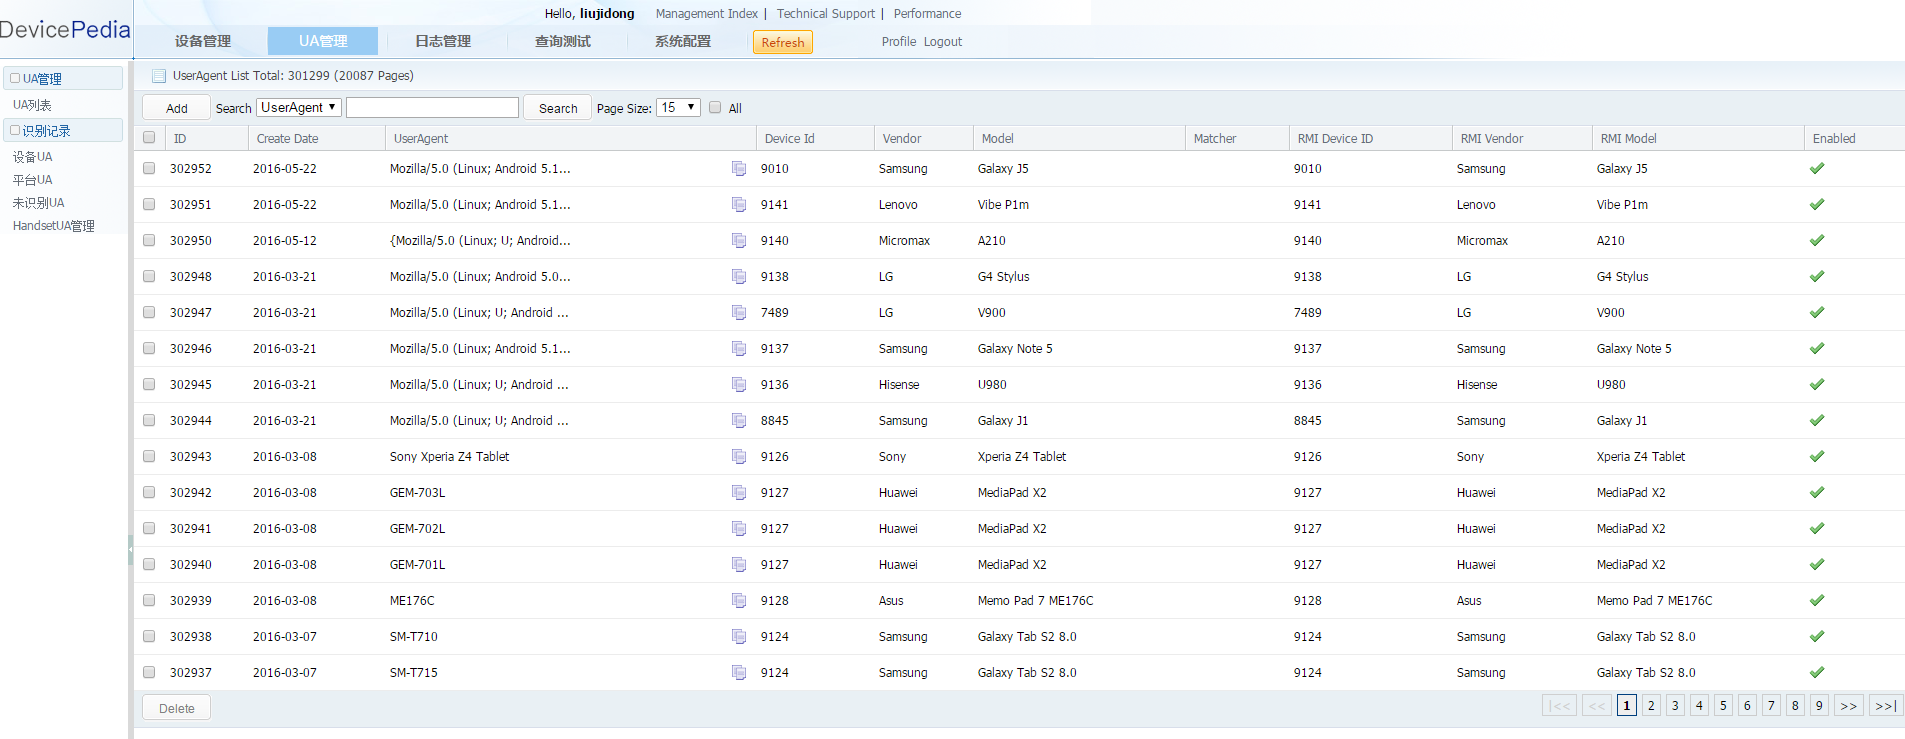 DevicePedia
Hello, liujidong Management Index | Technical Support | Performance
设备管理 UA管理 日志管理 查询测试 系统配置 Refresh Profile Logout
UA管理
UA列表
识别记录
设备UA
平台UA
未识别UA
HandsetUA管理
UserAgent List Total: 301299 (20087 Pages)
Add Search UserAgent Search Page Size: 15 All
ID Create Date UserAgent Device Id Vendor Model Matcher RMI Device ID RMI Vendor RMI Model Enabled
302952 2016-05-22 Mozilla/5.0 (Linux; Android 5.1... 9010 Samsung Galaxy J5 9010 Samsung Galaxy J5
302951 2016-05-22 Mozilla/5.0 (Linux; Android 5.1... 9141 Lenovo Vibe P1m 9141 Lenovo Vibe P1m
302950 2016-05-12 {Mozilla/5.0 (Linux; U; Android... 9140 Micromax A210 9140 Micromax A210
302948 2016-03-21 Mozilla/5.0 (Linux; Android 5.0... 9138 LG G4 Stylus 9138 LG G4 Stylus
302947 2016-03-21 Mozilla/5.0 (Linux; U; Android ... 7489 LG V900 7489 LG V900
302946 2016-03-21 Mozilla/5.0 (Linux; Android 5.1... 9137 Samsung Galaxy Note 5 9137 Samsung Galaxy Note 5
302945 2016-03-21 Mozilla/5.0 (Linux; U; Android ... 9136 Hisense U980 9136 Hisense U980
302944 2016-03-21 Mozilla/5.0 (Linux; U; Android ... 8845 Samsung Galaxy J1 8845 Samsung Galaxy J1
302943 2016-03-08 Sony Xperia Z4 Tablet 9126 Sony Xperia Z4 Tablet 9126 Sony Xperia Z4 Tablet
302942 2016-03-08 GEM-703L 9127 Huawei MediaPad X2 9127 Huawei MediaPad X2
302941 2016-03-08 GEM-702L 9127 Huawei MediaPad X2 9127 Huawei MediaPad X2
302940 2016-03-08 GEM-701L 9127 Huawei MediaPad X2 9127 Huawei MediaPad X2
302939 2016-03-08 ME176C 9128 Asus Memo Pad 7 ME176C 9128 Asus Memo Pad 7 ME176C
302938 2016-03-07 SM-T710 9124 Samsung Galaxy Tab S2 8.0 9124 Samsung Galaxy Tab S2 8.0
302937 2016-03-07 SM-T715 9124 Samsung Galaxy Tab S2 8.0 9124 Samsung Galaxy Tab S2 8.0
Delete |<< << 1 2 3 4 5 6 7 8 9 >> >>|